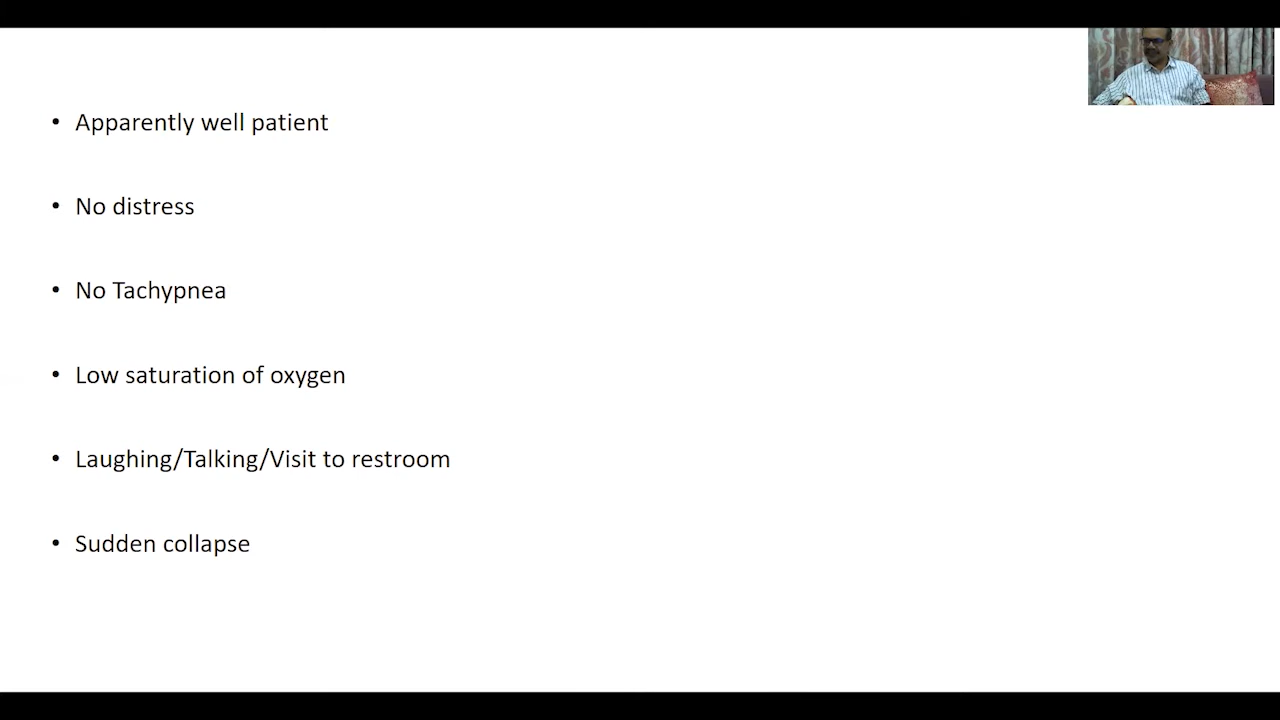 • Apparently well patient
• No distress
• No Tachypnea
• Low saturation of oxygen
• Laughing/Talking/Visit to restroom
• Sudden collapse